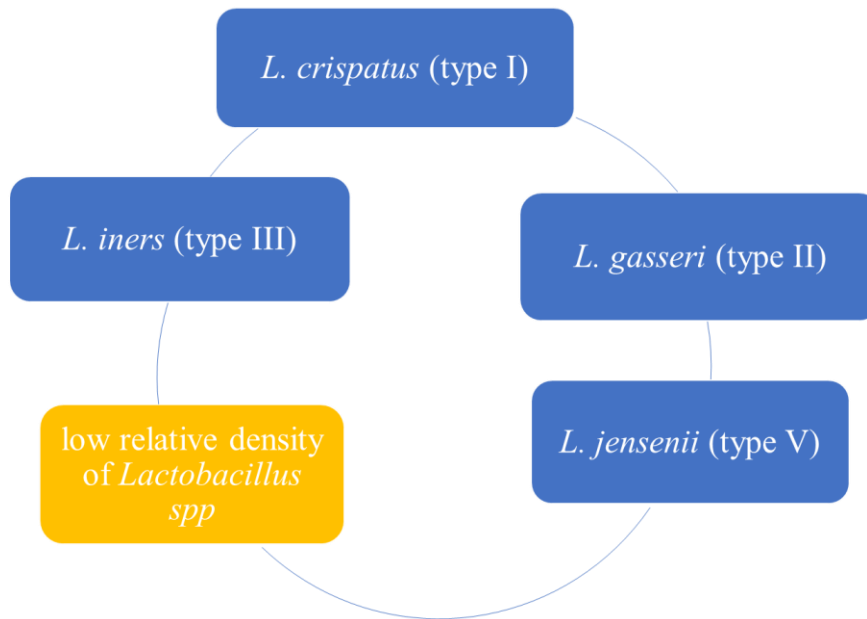 L. crispatus (type I)
L. iners (type III)
L. gasseri (type II)
L. jensenii (type V)
low relative density
of Lactobacillus
spp